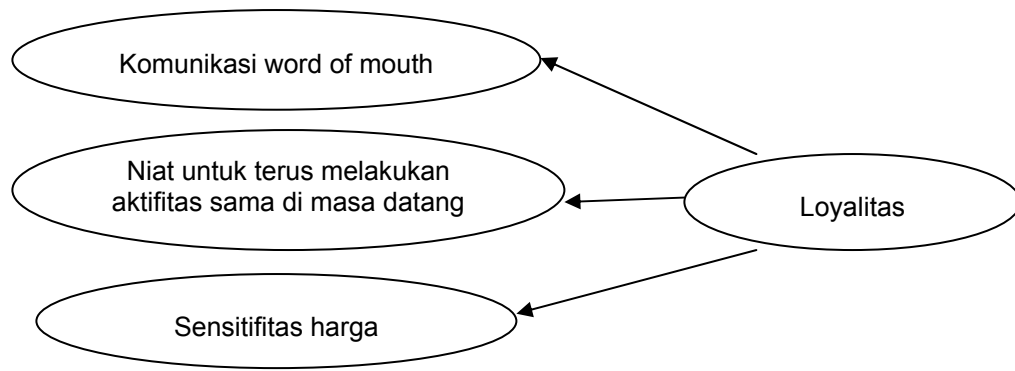 Komunikasi word of mouth
Niat untuk terus melakukan
aktifitas sama di masa datang
Loyalitas
Sensitifitas harga